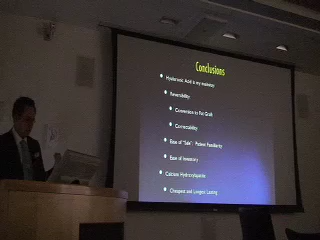 Conclusions
Hyaluronic Acid is my mainstay
Reversibility
Conversion to Fat Graft
Correctability
Ease of "Sale": Patient Familiarity
Ease of Inventory
Calcium Hydroxylapatite
Cheapest and Longest Lasting